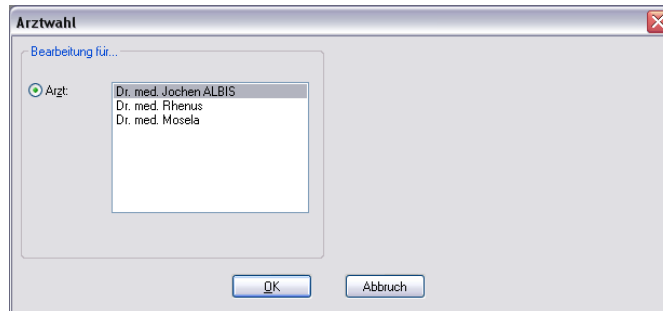 Arztwahl
Bearbeitung für...
Arzt:
Dr. med. Jochen ALBIS
Dr. med. Rhenus
Dr. med. Mosela
OK
Abbruch